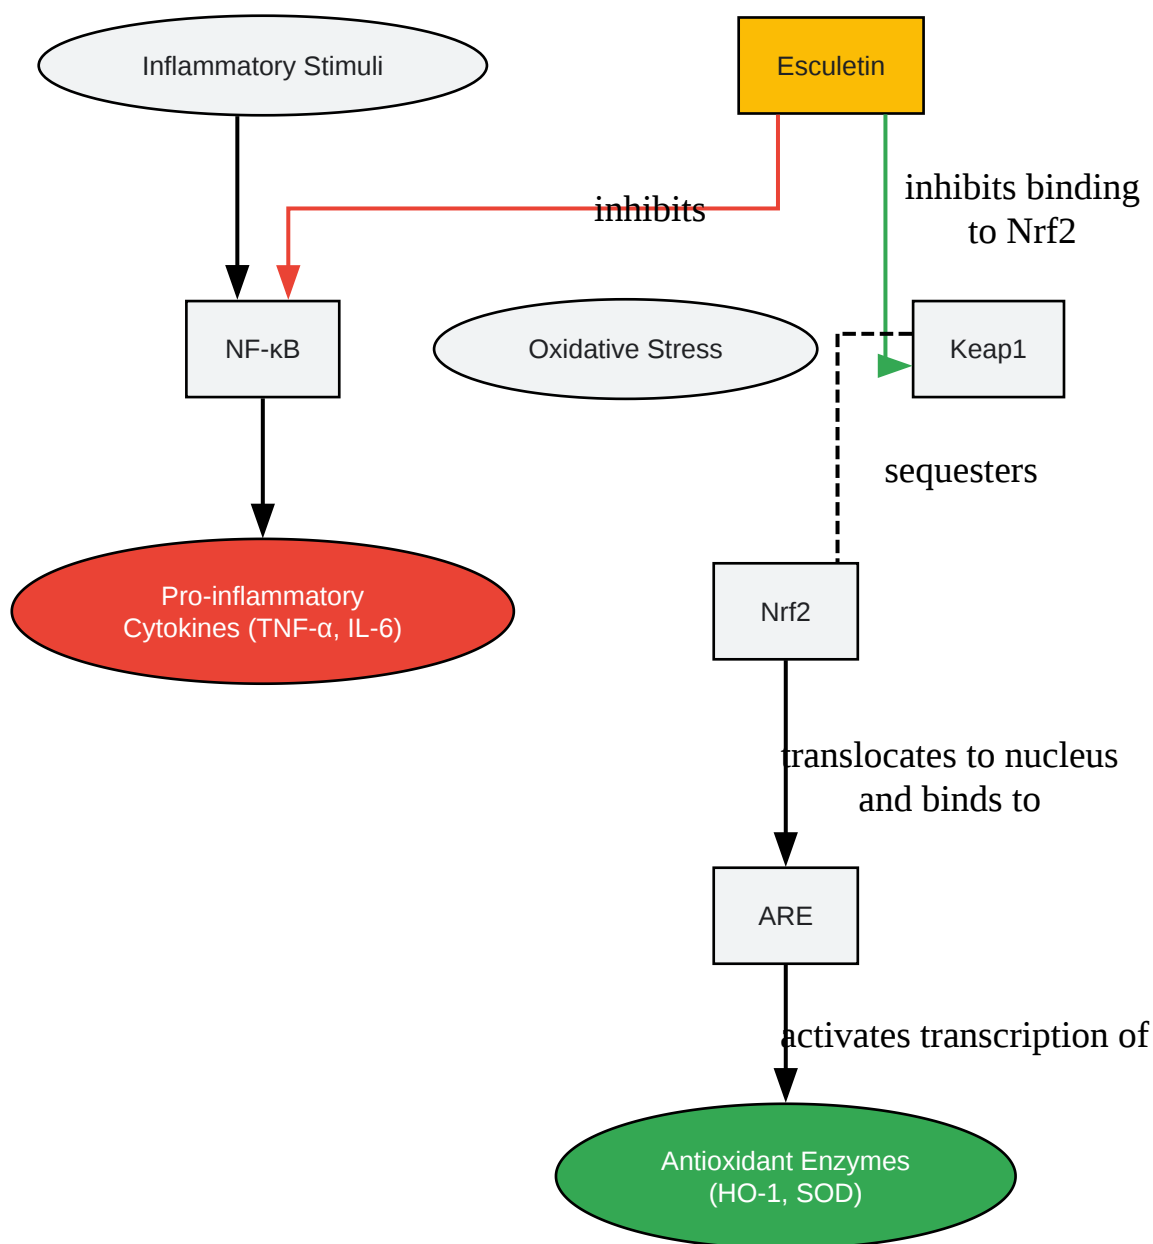 Inflammatory Stimuli
Esculetin
inhibits
inhibits binding
to Nrf2
NF-κB
Oxidative Stress
Keap1
sequesters
Pro-inflammatory
Cytokines (TNF-α, IL-6)
Nrf2
translocates to nucleus
and binds to
ARE
activates transcription of
Antioxidant Enzymes
(HO-1, SOD)